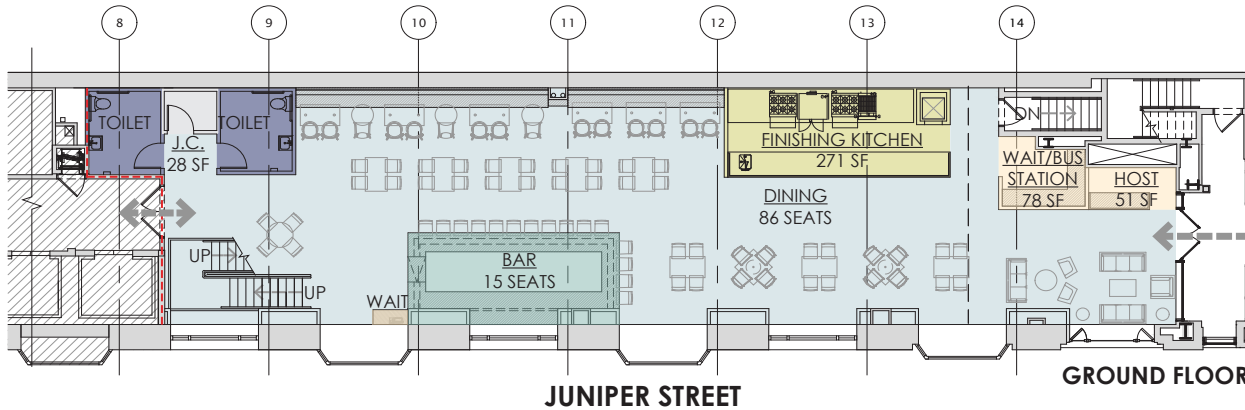 8 9 10 11 12 13 14
TOILET
TOILET
J.C.
28 SF
FINISHING KITCHEN
271 SF
DN
WAIT/BUS
STATION
78 SF
HOST
51 SF
DINING
86 SEATS
UP
UP
BAR
15 SEATS
WAIT
GROUND FLOOR
JUNIPER STREET